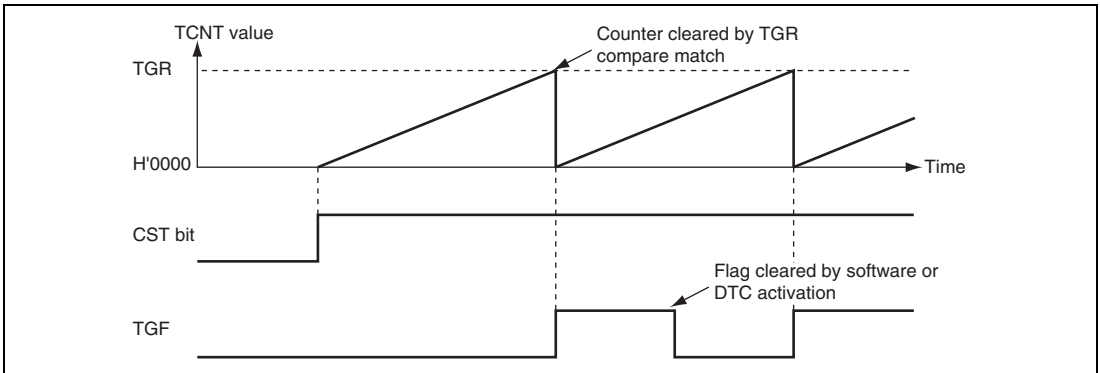 TCNT value
Counter cleared by TGR
compare match
TGR
H'0000
Time
CST bit
Flag cleared by software or
DTC activation
TGF